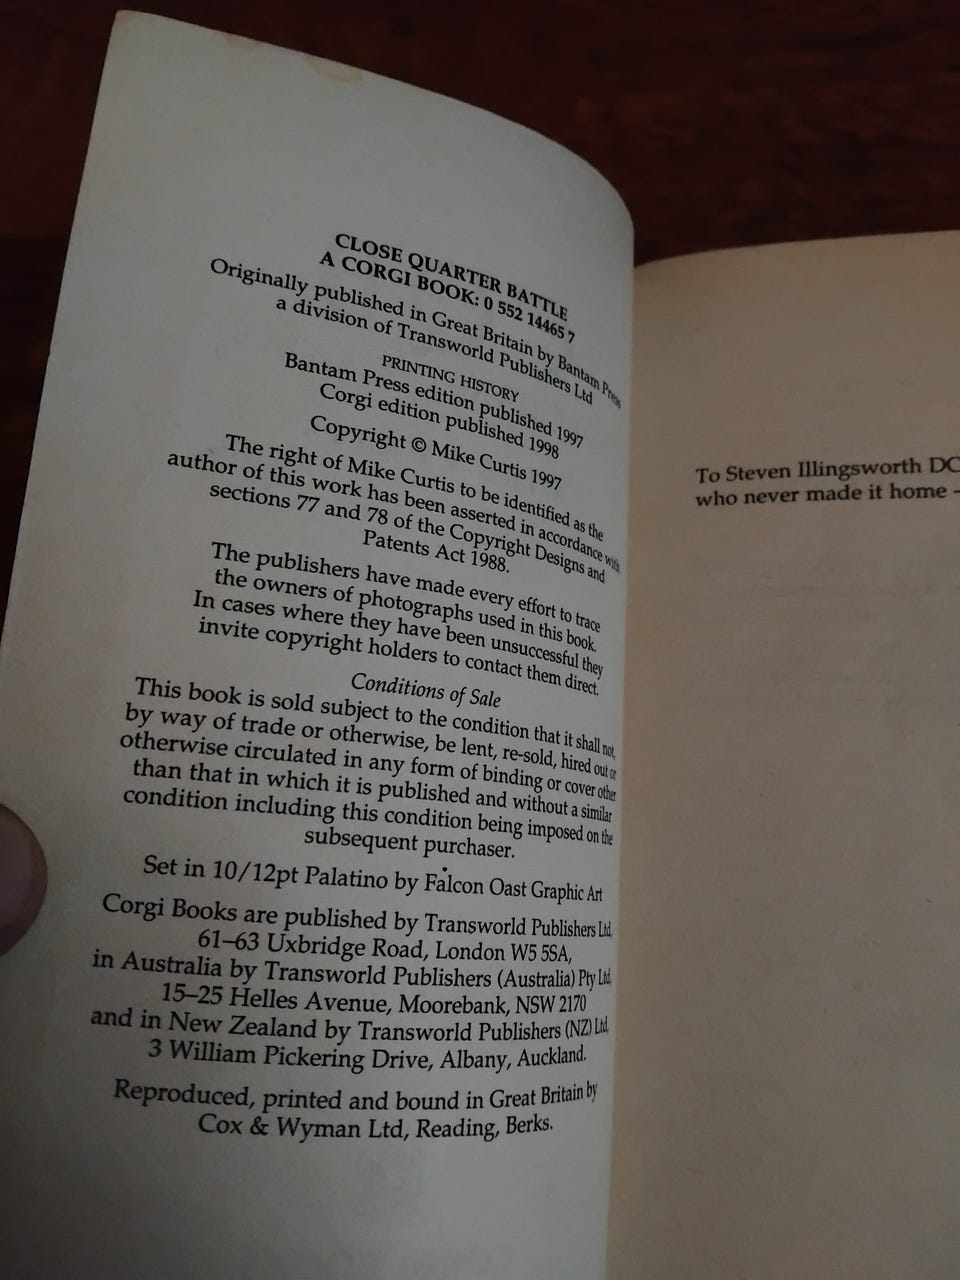 CLOSE QUARTER BATTLE
A CORGI BOOK: 0 552 14465 7
Originally published in Great Britain by Bantam Press
a division of Transworld Publishers Ltd
PRINTING HISTORY
Bantam Press edition published 1997
Corgi edition published 1998
Copyright © Mike Curtis 1997
The right of Mike Curtis to be identified as the
author of this work has been asserted in accordance with
sections 77 and 78 of the Copyright Designs and
Patents Act 1988.
The publishers have made every effort to trace
the owners of photographs used in this book.
In cases where they have been unsuccessful they
invite copyright holders to contact them direct.
Conditions of Sale
This book is sold subject to the condition that it shall not,
by way of trade or otherwise, be lent, re-sold, hired out or
otherwise circulated in any form of binding or cover other
than that in which it is published and without a similar
condition including this condition being imposed on the
subsequent purchaser.
Set in 10/12pt Palatino by Falcon Oast Graphic Art
Corgi Books are published by Transworld Publishers Ltd,
61–63 Uxbridge Road, London W5 5SA,
in Australia by Transworld Publishers (Australia) Pty Ltd,
15–25 Helles Avenue, Moorebank, NSW 2170
and in New Zealand by Transworld Publishers (NZ) Ltd,
3 William Pickering Drive, Albany, Auckland.
Reproduced, printed and bound in Great Britain by
Cox & Wyman Ltd, Reading, Berks.
To Steven Illingsworth DC
who never made it home –